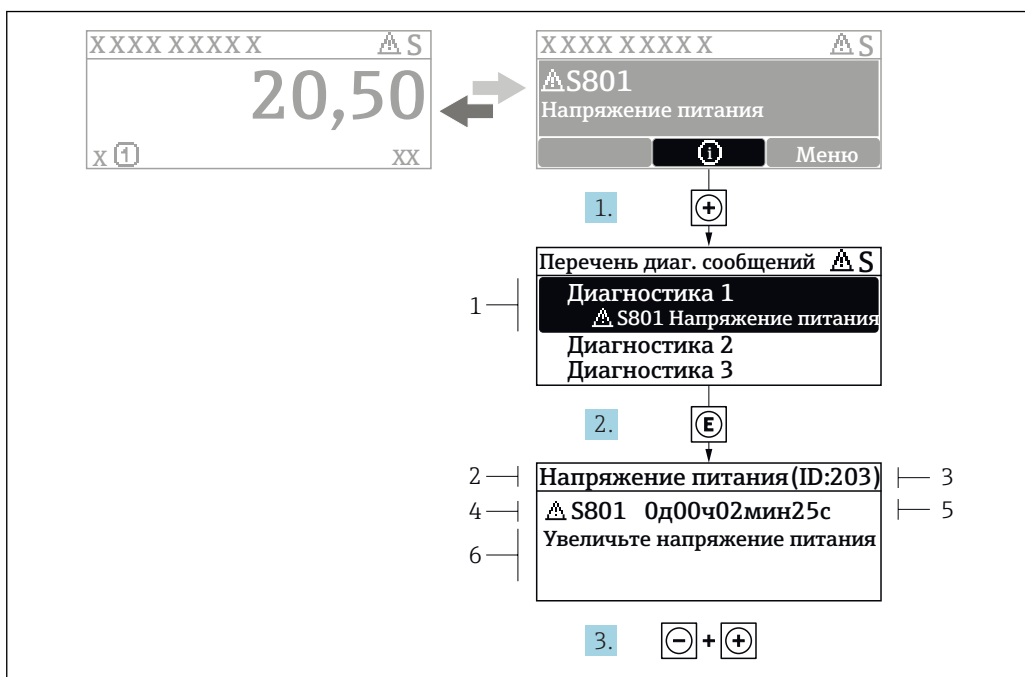 XXXX XXXXX ⚠ S
20,50
x 1 XX
XXXX XXXXX ⚠ S
⚠ S801
Напряжение питания
i Меню
1. +
Перечень диаг. сообщений ⚠ S
1
Диагностика 1
⚠ S801 Напряжение питания
Диагностика 2
Диагностика 3
2. E
2 Напряжение питания (ID:203) 3
4 ⚠ S801 0д00ч02мин25с 5
6 Увеличьте напряжение питания
3. - + +